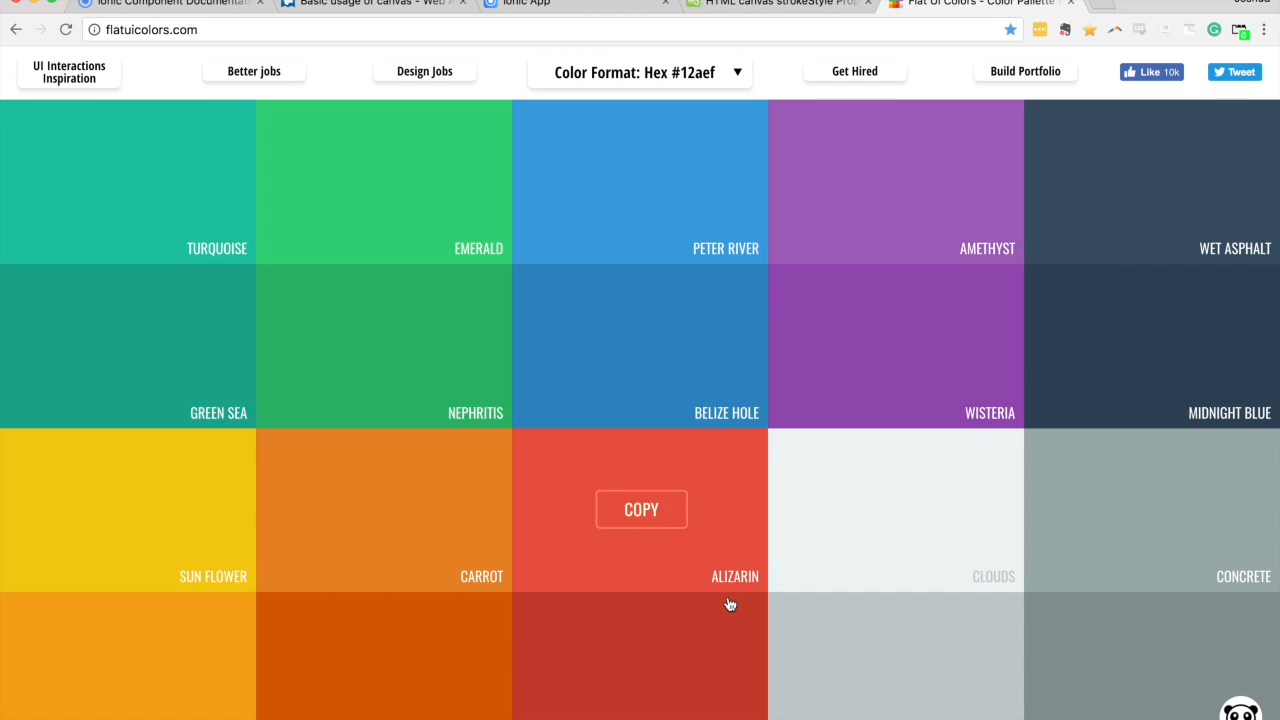 Ionic Component Documentat
Basic usage of canvas - Web A
Ionic App
HTML canvas strokeStyle Prop
Flat UI Colors - Color Pallette
flatuicolors.com
UI Interactions
Inspiration
Better jobs
Design Jobs
Color Format: Hex #12aef
Get Hired
Build Portfolio
Like 10k
Tweet
TURQUOISE
EMERALD
PETER RIVER
AMETHYST
WET ASPHALT
GREEN SEA
NEPHRITIS
BELIZE HOLE
WISTERIA
MIDNIGHT BLUE
COPY
SUN FLOWER
CARROT
ALIZARIN
CLOUDS
CONCRETE